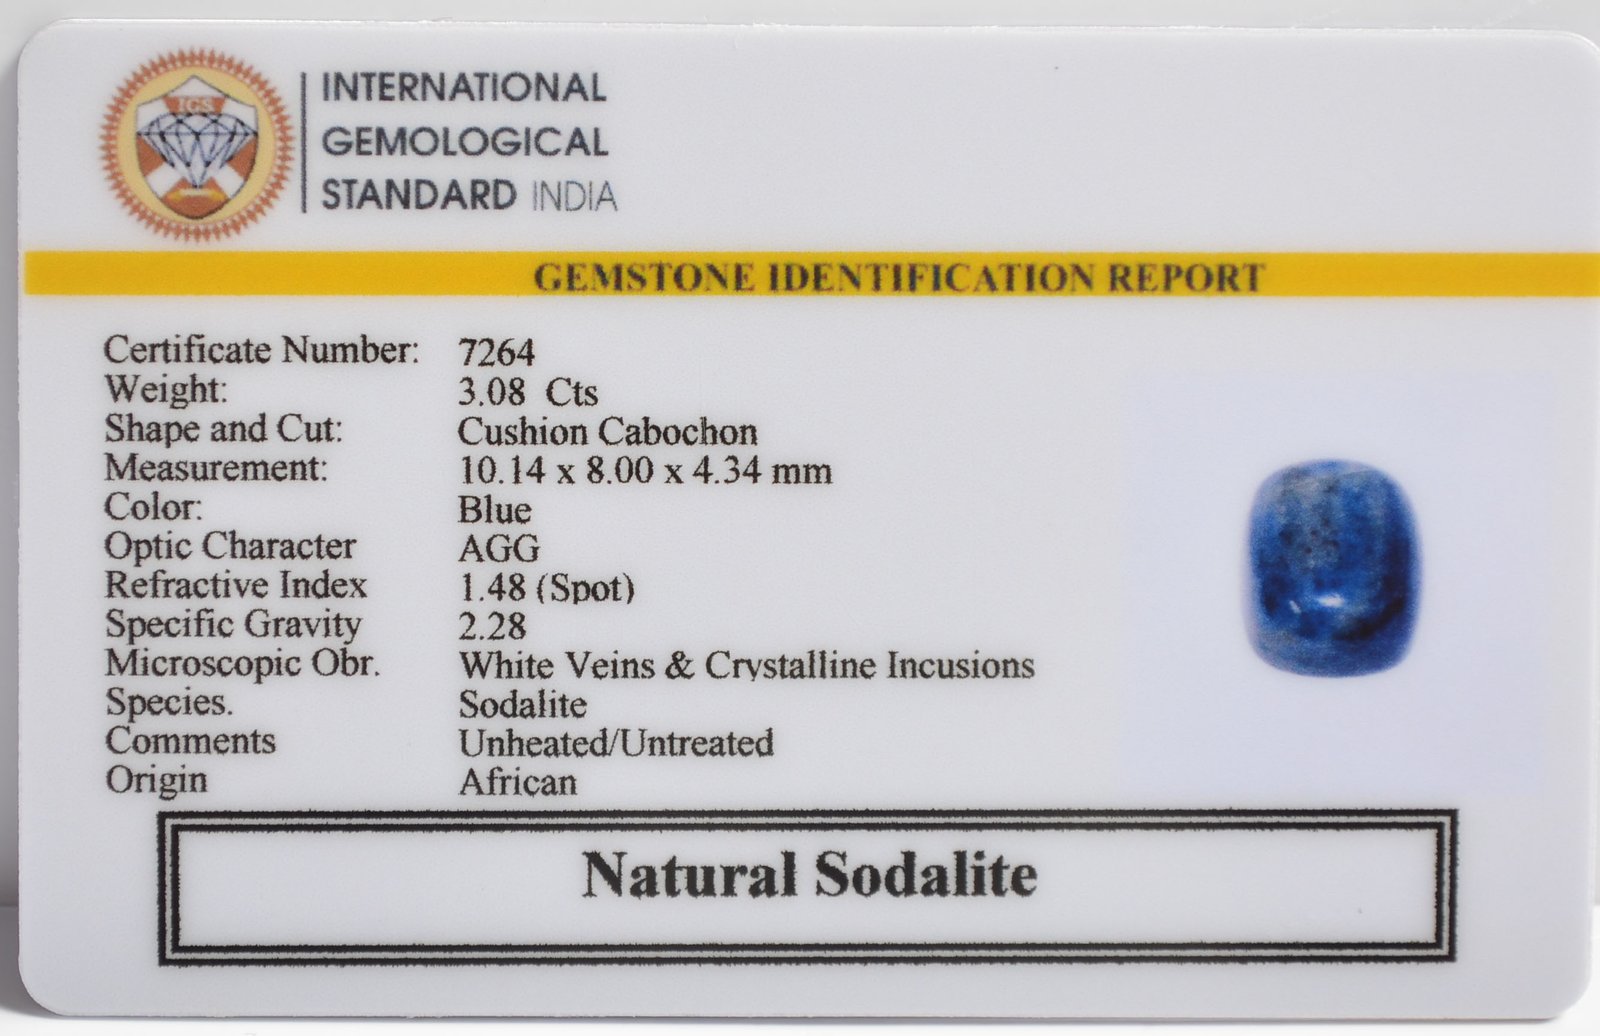 IGS
INTERNATIONAL
GEMOLOGICAL
STANDARD INDIA
GEMSTONE IDENTIFICATION REPORT
Certificate Number: 7264
Weight: 3.08 Cts
Shape and Cut: Cushion Cabochon
Measurement: 10.14 x 8.00 x 4.34 mm
Color: Blue
Optic Character AGG
Refractive Index 1.48 (Spot)
Specific Gravity 2.28
Microscopic Obr. White Veins & Crystalline Incusions
Species. Sodalite
Comments Unheated/Untreated
Origin African
Natural Sodalite